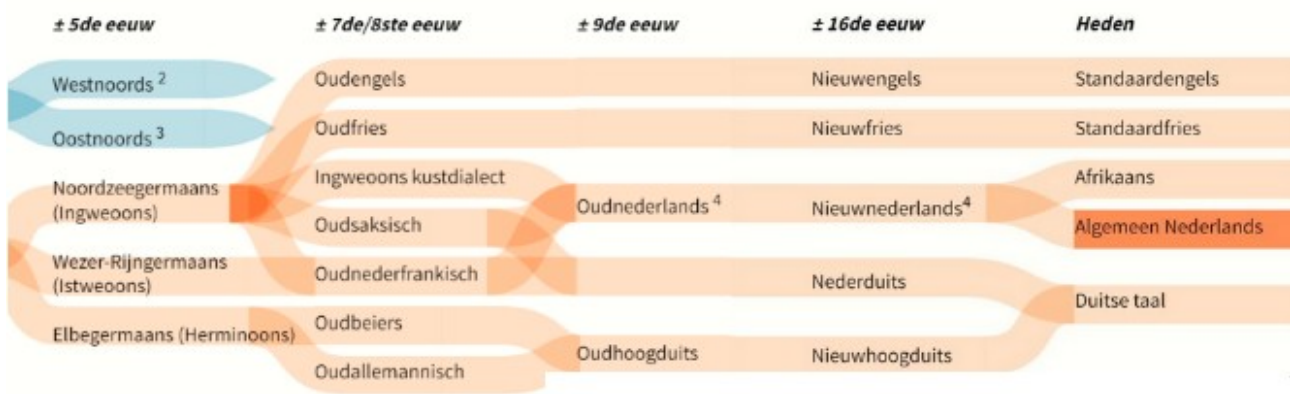 ± 5de eeuw ± 7de/8ste eeuw ± 9de eeuw ± 16de eeuw Heden
Westnoords 2 Oudengels Nieuwengels Standaardengels
Oostnoords 3 Oudfries Nieuwfries Standaardfries
Noordzeegermaans Ingweoons kustdialect Afrikaans
(Ingweoons) Oudnederlands 4 Nieuwnederlands4
Oudsaksisch Algemeen Nederlands
Wezer-Rijngermaans
(Istweoons) Oudnederfrankisch Nederduits
Duitse taal
Elbegermaans (Herminoons) Oudbeiers
Oudhoogduits Nieuwhoogduits
Oudallemannisch